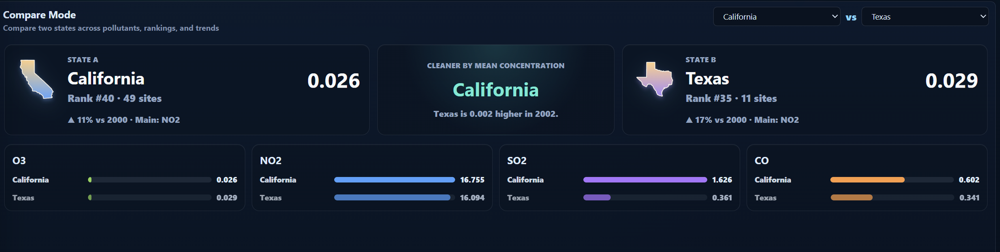 Compare Mode
Compare two states across pollutants, rankings, and trends
California vs Texas
STATE A
California
Rank #40 · 49 sites
▲ 11% vs 2000 · Main: NO2
0.026
CLEANER BY MEAN CONCENTRATION
California
Texas is 0.002 higher in 2002.
STATE B
Texas
Rank #35 · 11 sites
▲ 17% vs 2000 · Main: NO2
0.029
O3
California 0.026
Texas 0.029
NO2
California 16.755
Texas 16.094
SO2
California 1.626
Texas 0.361
CO
California 0.602
Texas 0.341